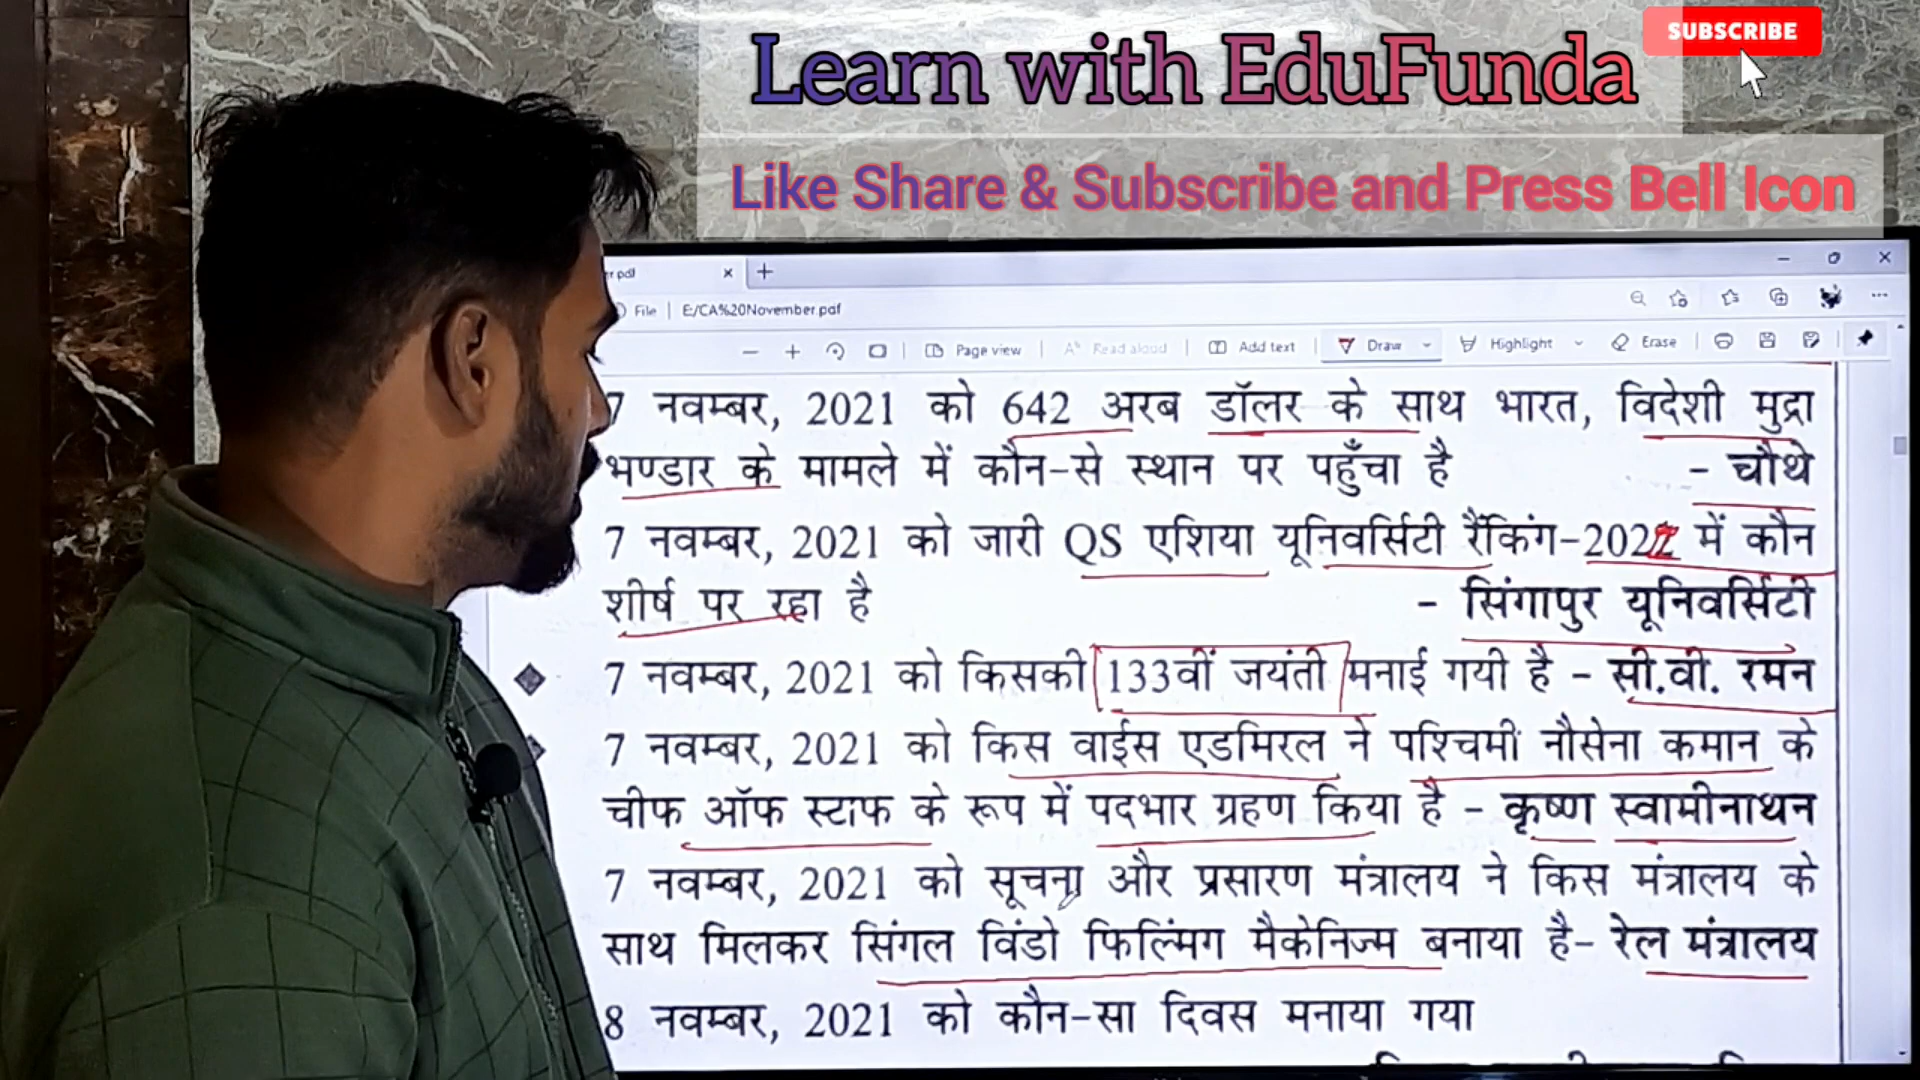 SUBSCRIBE
Learn with EduFunda
Like Share & Subscribe and Press Bell Icon
File | E:/CA%20November.pdf
Page view | Read aloud | Add text | Draw Highlight Erase
7 नवम्बर, 2021 को 642 अरब डॉलर के साथ भारत, विदेशी मुद्रा
भण्डार के मामले में कौन-से स्थान पर पहुँचा है - चौथे
7 नवम्बर, 2021 को जारी QS एशिया यूनिवर्सिटी रैंकिंग-2022 में कौन
शीर्ष पर रहा है - सिंगापुर यूनिवर्सिटी
7 नवम्बर, 2021 को किसकी 133वीं जयंती मनाई गयी है - सी.वी. रमन
7 नवम्बर, 2021 को किस वाईस एडमिरल ने पश्चिमी नौसेना कमान के
चीफ ऑफ स्टाफ के रूप में पदभार ग्रहण किया है - कृष्ण स्वामीनाथन
7 नवम्बर, 2021 को सूचना और प्रसारण मंत्रालय ने किस मंत्रालय के
साथ मिलकर सिंगल विंडो फिल्मिंग मैकेनिज्म बनाया है- रेल मंत्रालय
8 नवम्बर, 2021 को कौन-सा दिवस मनाया गया